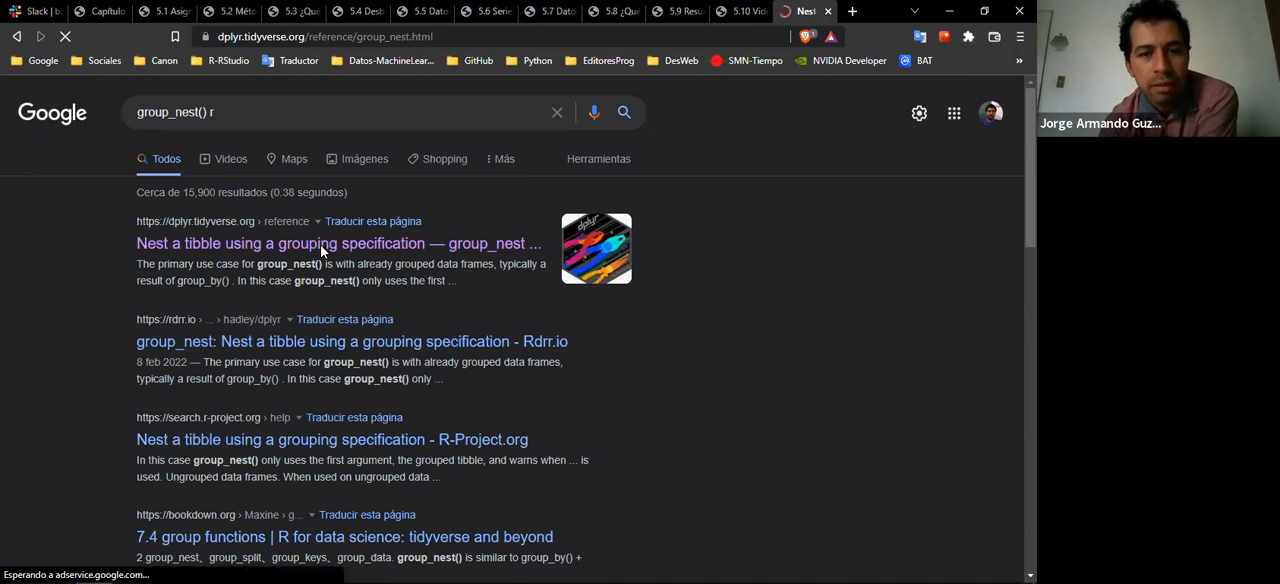 Slack | bo
Capítulo
5.1 Asign
5.2 Méto
5.3 ¿Qué
5.4 Desb
5.5 Dato
5.6 Serie
5.7 Dato
5.8 ¿Qué
5.9 Resu
5.10 Vide
Nest
dplyr.tidyverse.org/reference/group_nest.html
Google
Sociales
Canon
R-RStudio
Traductor
Datos-MachineLear...
GitHub
Python
EditoresProg
DesWeb
SMN-Tiempo
NVIDIA Developer
BAT
»
Jorge Armando Guz...
Google
group_nest() r
Todos
Videos
Maps
Imágenes
Shopping
Más
Herramientas
Cerca de 15,900 resultados (0.38 segundos)
https://dplyr.tidyverse.org › reference Traducir esta página
Nest a tibble using a grouping specification — group_nest ...
The primary use case for group_nest() is with already grouped data frames, typically a
result of group_by() . In this case group_nest() only uses the first ...
dplyr
https://rdrr.io › ... › hadley/dplyr Traducir esta página
group_nest: Nest a tibble using a grouping specification - Rdrr.io
8 feb 2022 — The primary use case for group_nest() is with already grouped data frames,
typically a result of group_by() . In this case group_nest() only ...
https://search.r-project.org › help Traducir esta página
Nest a tibble using a grouping specification - R-Project.org
In this case group_nest() only uses the first argument, the grouped tibble, and warns when ... is
used. Ungrouped data frames. When used on ungrouped data ...
https://bookdown.org › Maxine › g... Traducir esta página
7.4 group functions | R for data science: tidyverse and beyond
2 group_nest、group_split、group_keys、group_data. group_nest() is similar to group_by() +
Esperando a adservice.google.com...